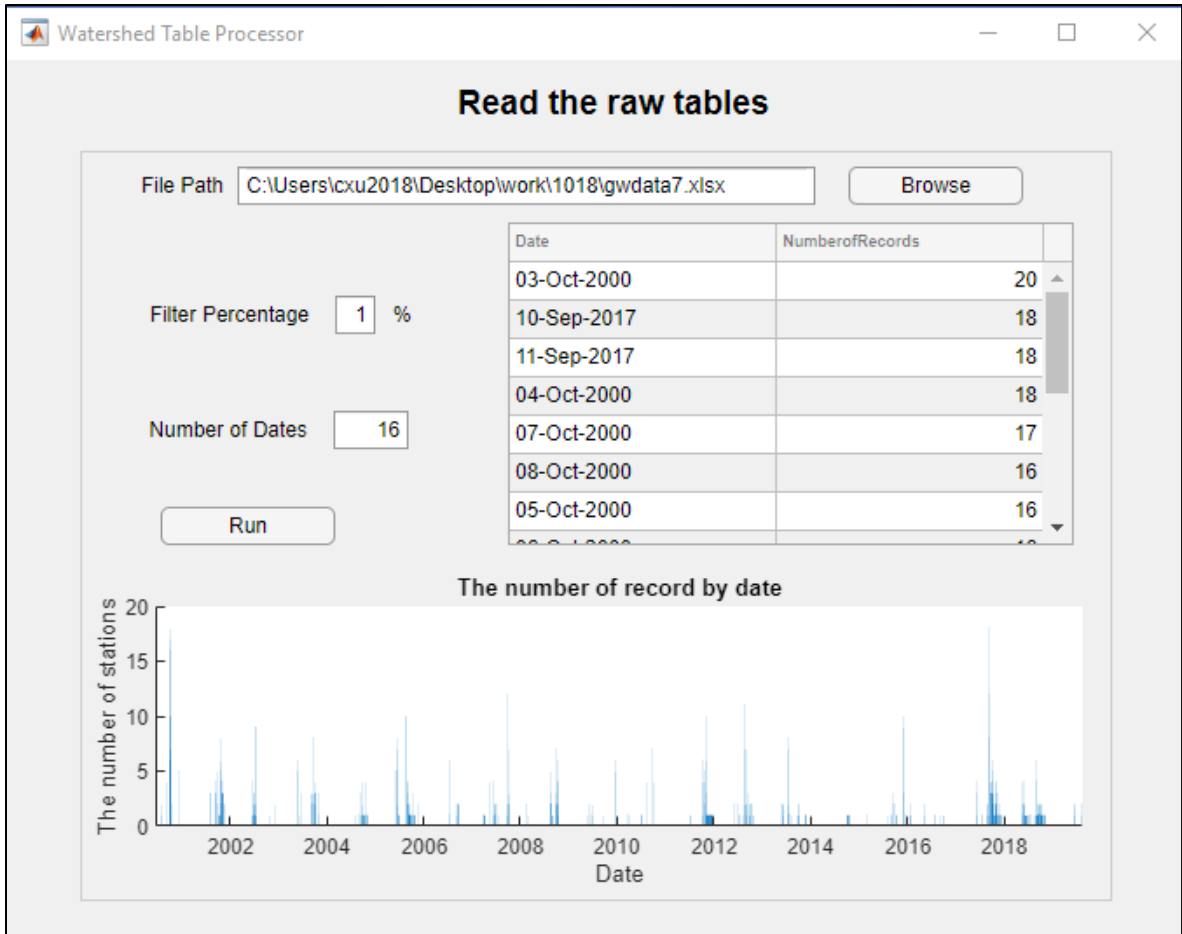 Watershed Table Processor
Read the raw tables
File Path C:\Users\cxu2018\Desktop\work\1018\gwdata7.xlsx Browse
Date NumberofRecords
03-Oct-2000 20
Filter Percentage 1 %
10-Sep-2017 18
11-Sep-2017 18
04-Oct-2000 18
Number of Dates 16
07-Oct-2000 17
08-Oct-2000 16
05-Oct-2000 16
Run
The number of record by date
The number of stations
20
15
10
5
0
2002 2004 2006 2008 2010 2012 2014 2016 2018
Date